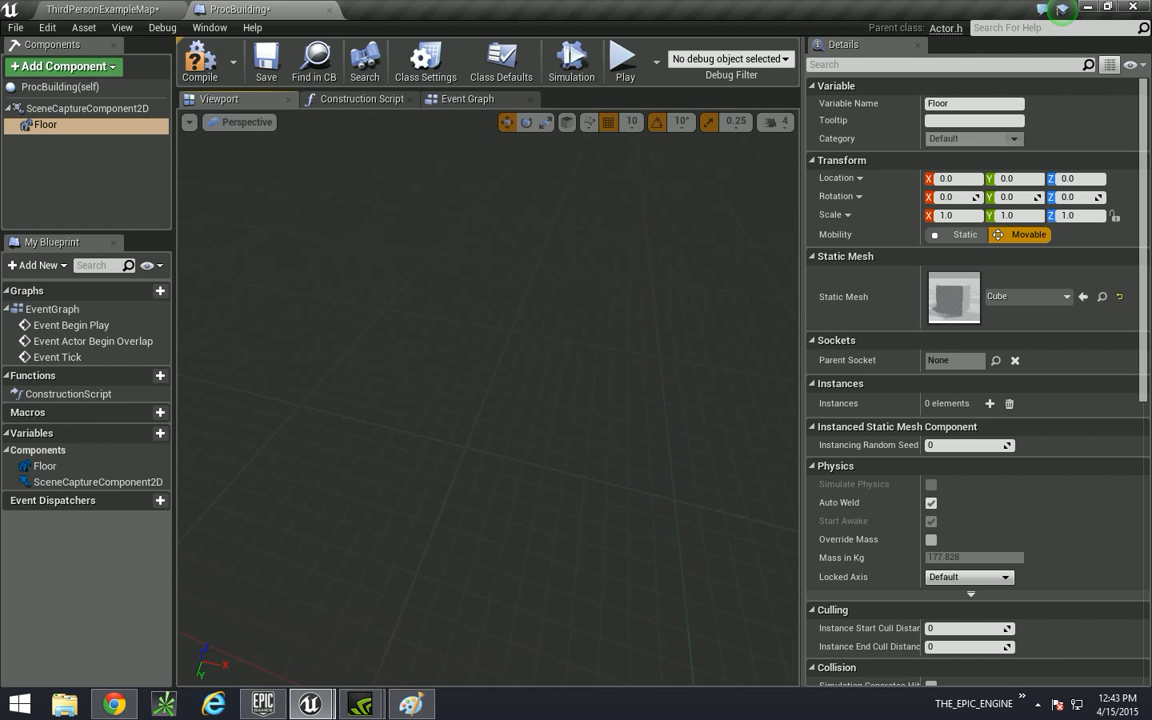 ThirdPersonExampleMap*
ProcBuilding*
File Edit Asset View Debug Window Help
Parent class: Actor.h
Search For Help
Components
Add Component
ProcBuilding(self)
SceneCaptureComponent2D
Floor
Compile
Save
Find in CB
Search
Class Settings
Class Defaults
Simulation
Play
No debug object selected
Debug Filter
Viewport
Construction Script
Event Graph
Perspective
10
10°
0.25
4
My Blueprint
Add New
Search
Graphs
EventGraph
Event Begin Play
Event Actor Begin Overlap
Event Tick
Functions
ConstructionScript
Macros
Variables
Components
Floor
SceneCaptureComponent2D
Event Dispatchers
Details
Search
Variable
Variable Name Floor
Tooltip
Category Default
Transform
Location X 0.0 Y 0.0 Z 0.0
Rotation X 0.0 Y 0.0 Z 0.0
Scale X 1.0 Y 1.0 Z 1.0
Mobility Static Movable
Static Mesh
Static Mesh Cube
Sockets
Parent Socket None
Instances
Instances 0 elements
Instanced Static Mesh Component
Instancing Random Seed 0
Physics
Simulate Physics
Auto Weld
Start Awake
Override Mass
Mass in Kg 177.828
Locked Axis Default
Culling
Instance Start Cull Distar 0
Instance End Cull Distanc 0
Collision
Simulation Generates Hit
Z
X
Y
EPIC GAMES
THE_EPIC_ENGINE
12:43 PM
4/15/2015